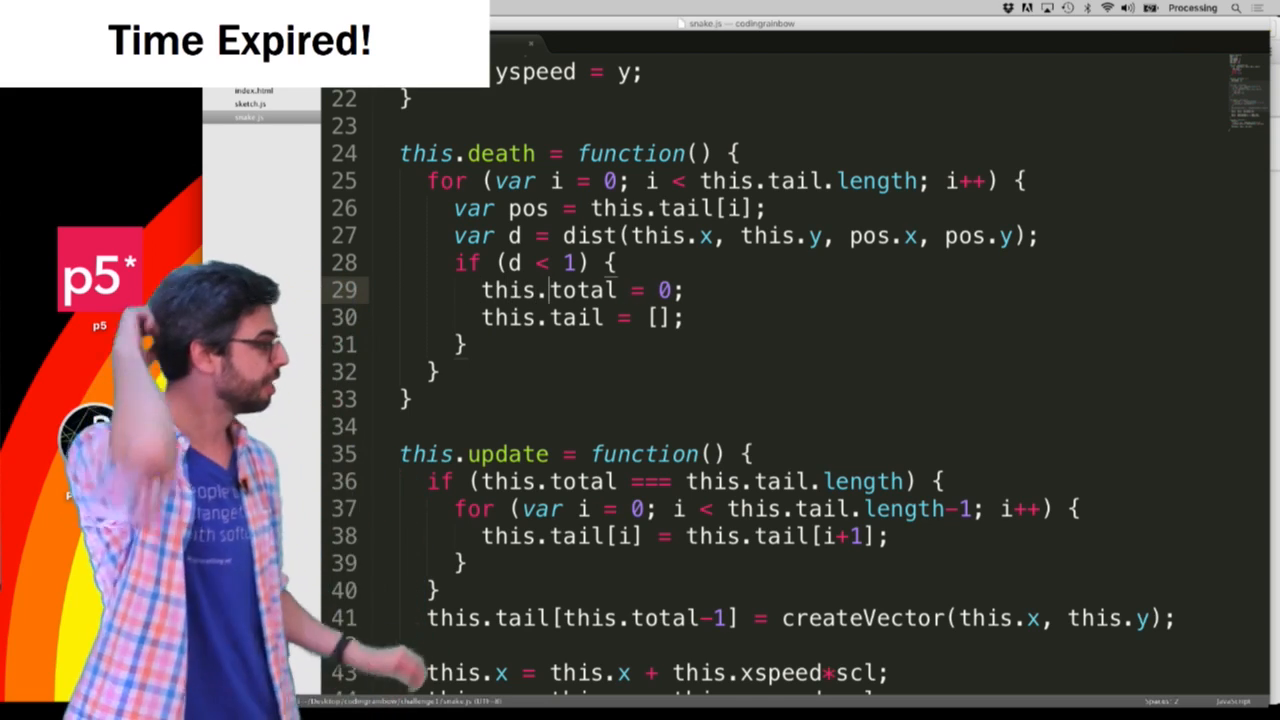 Time Expired!
Processing
snake.js — codingrainbow
index.html
sketch.js
snake.js
yspeed = y;
22 }
23
24 this.death = function() {
25 for (var i = 0; i < this.tail.length; i++) {
26 var pos = this.tail[i];
27 var d = dist(this.x, this.y, pos.x, pos.y);
28 if (d < 1) {
29 this.total = 0;
30 this.tail = [];
31 }
32 }
33 }
34
35 this.update = function() {
36 if (this.total === this.tail.length) {
37 for (var i = 0; i < this.tail.length-1; i++) {
38 this.tail[i] = this.tail[i+1];
39 }
40 }
41 this.tail[this.total-1] = createVector(this.x, this.y);
43 this.x = this.x + this.xspeed*scl;
p5*
p5
Spaces: 2
JavaScript